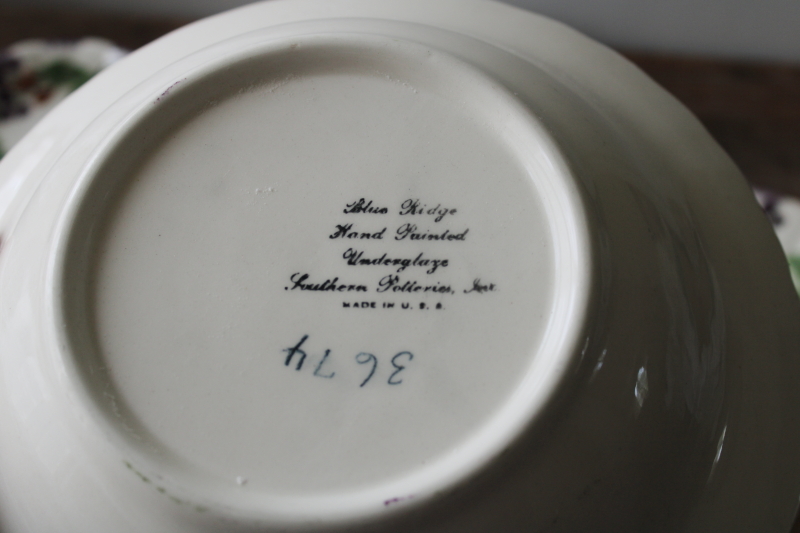 Blue Ridge
Hand Painted
Underglaze
Southern Potteries, Inc.
MADE IN U. S. A.
3674